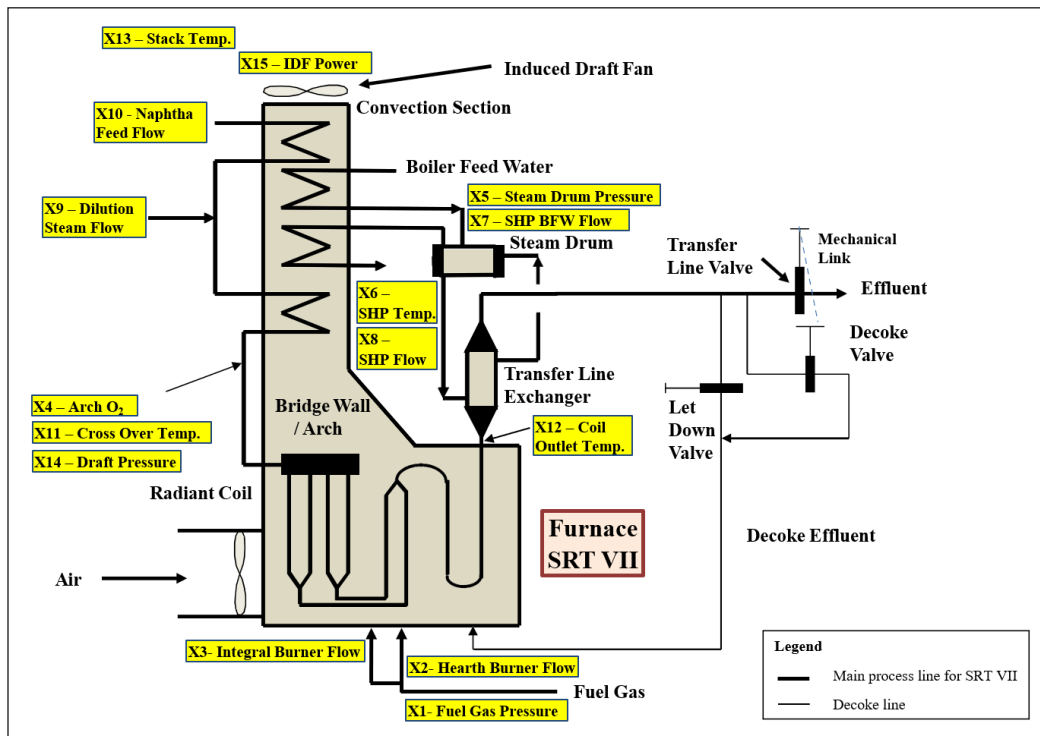 X13 – Stack Temp.
X15 – IDF Power
Induced Draft Fan
Convection Section
X10 - Naphtha
Feed Flow
Boiler Feed Water
X5 – Steam Drum Pressure
X7 – SHP BFW Flow
Steam Drum
X9 – Dilution
Steam Flow
Transfer
Line Valve
Mechanical
Link
Effluent
X6 –
SHP Temp.
X8 –
SHP Flow
Decoke
Valve
Transfer Line
Exchanger
Let
Down
Valve
X4 – Arch O₂
X11 – Cross Over Temp.
X14 – Draft Pressure
Bridge Wall
/ Arch
X12 – Coil
Outlet Temp.
Radiant Coil
Furnace
SRT VII
Decoke Effluent
Air
X3- Integral Burner Flow
X2- Hearth Burner Flow
Fuel Gas
X1- Fuel Gas Pressure
Legend
Main process line for SRT VII
Decoke line